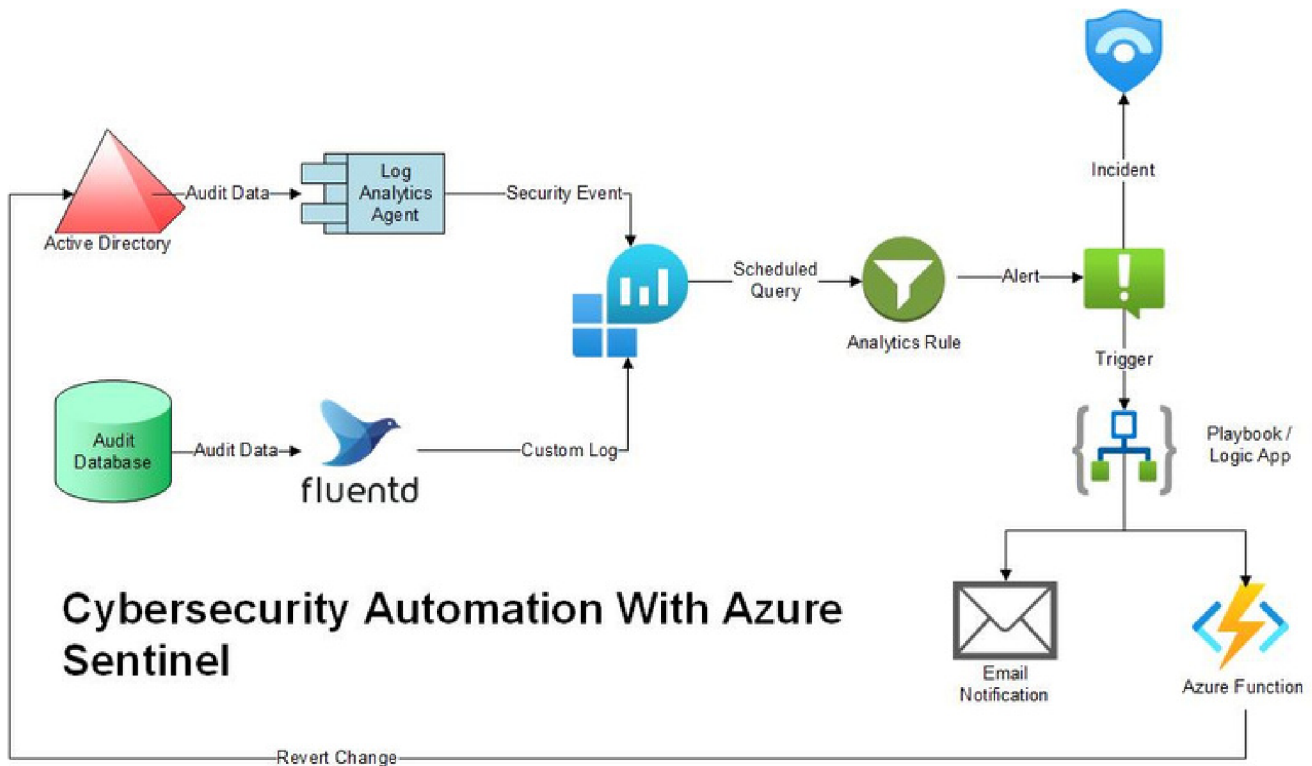 Incident
Audit Data
Log
Analytics
Agent
Security Event
Active Directory
Scheduled
Query
Alert
Analytics Rule
Trigger
Audit
Database
Audit Data
fluentd
Custom Log
Playbook /
Logic App
Cybersecurity Automation With Azure
Sentinel
Email
Notification
Azure Function
Revert Change